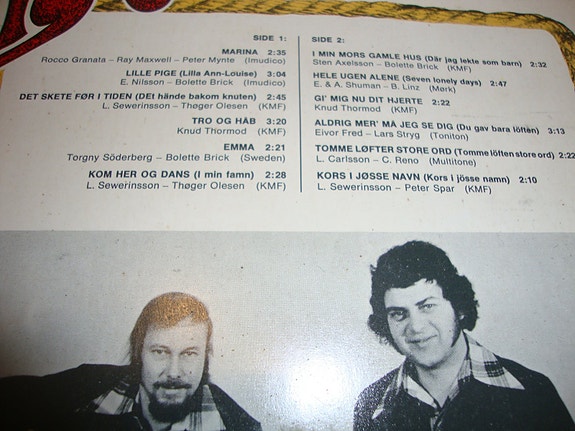 SIDE 1:
MARINA 2:35
Rocco Granata – Ray Maxwell – Peter Mynte (Imudico)
LILLE PIGE (Lilla Ann-Louise) 3:04
E. Nilsson – Bolette Brick (Imudico)
DET SKETE FØR I TIDEN (DEt hände bakom knuten) 2:45
L. Sewerinsson – Thøger Olesen (KMF)
TRO OG HÅB 3:20
Knud Thormod (KMF)
EMMA 2:21
Torgny Söderberg – Bolette Brick (Sweden)
KOM HER OG DANS (I min famn) 2:28
L. Sewerinsson – Thøger Olesen (KMF)
SIDE 2:
I MIN MORS GAMLE HUS (Där jag lekte som barn) 2:32
Sten Axelsson – Bolette Brick (KMF)
HELE UGEN ALENE (Seven lonely days) 2:47
E. & A. Shuman – B. Linz (Mørk)
GI' MIG NU DIT HJERTE 2:22
Knud Thormod (KMF)
ALDRIG MER' MÅ JEG SE DIG (Du gav bara löften) 3:13
Eivor Fred – Lars Stryg (Toniton)
TOMME LØFTER STORE ORD (Tomme löften store ord) 2:22
L. Carlsson – C. Reno (Multitone)
KORS I JØSSE NAVN (Kors i jösse namn) 2:10
L. Sewerinsson – Peter Spar (KMF)